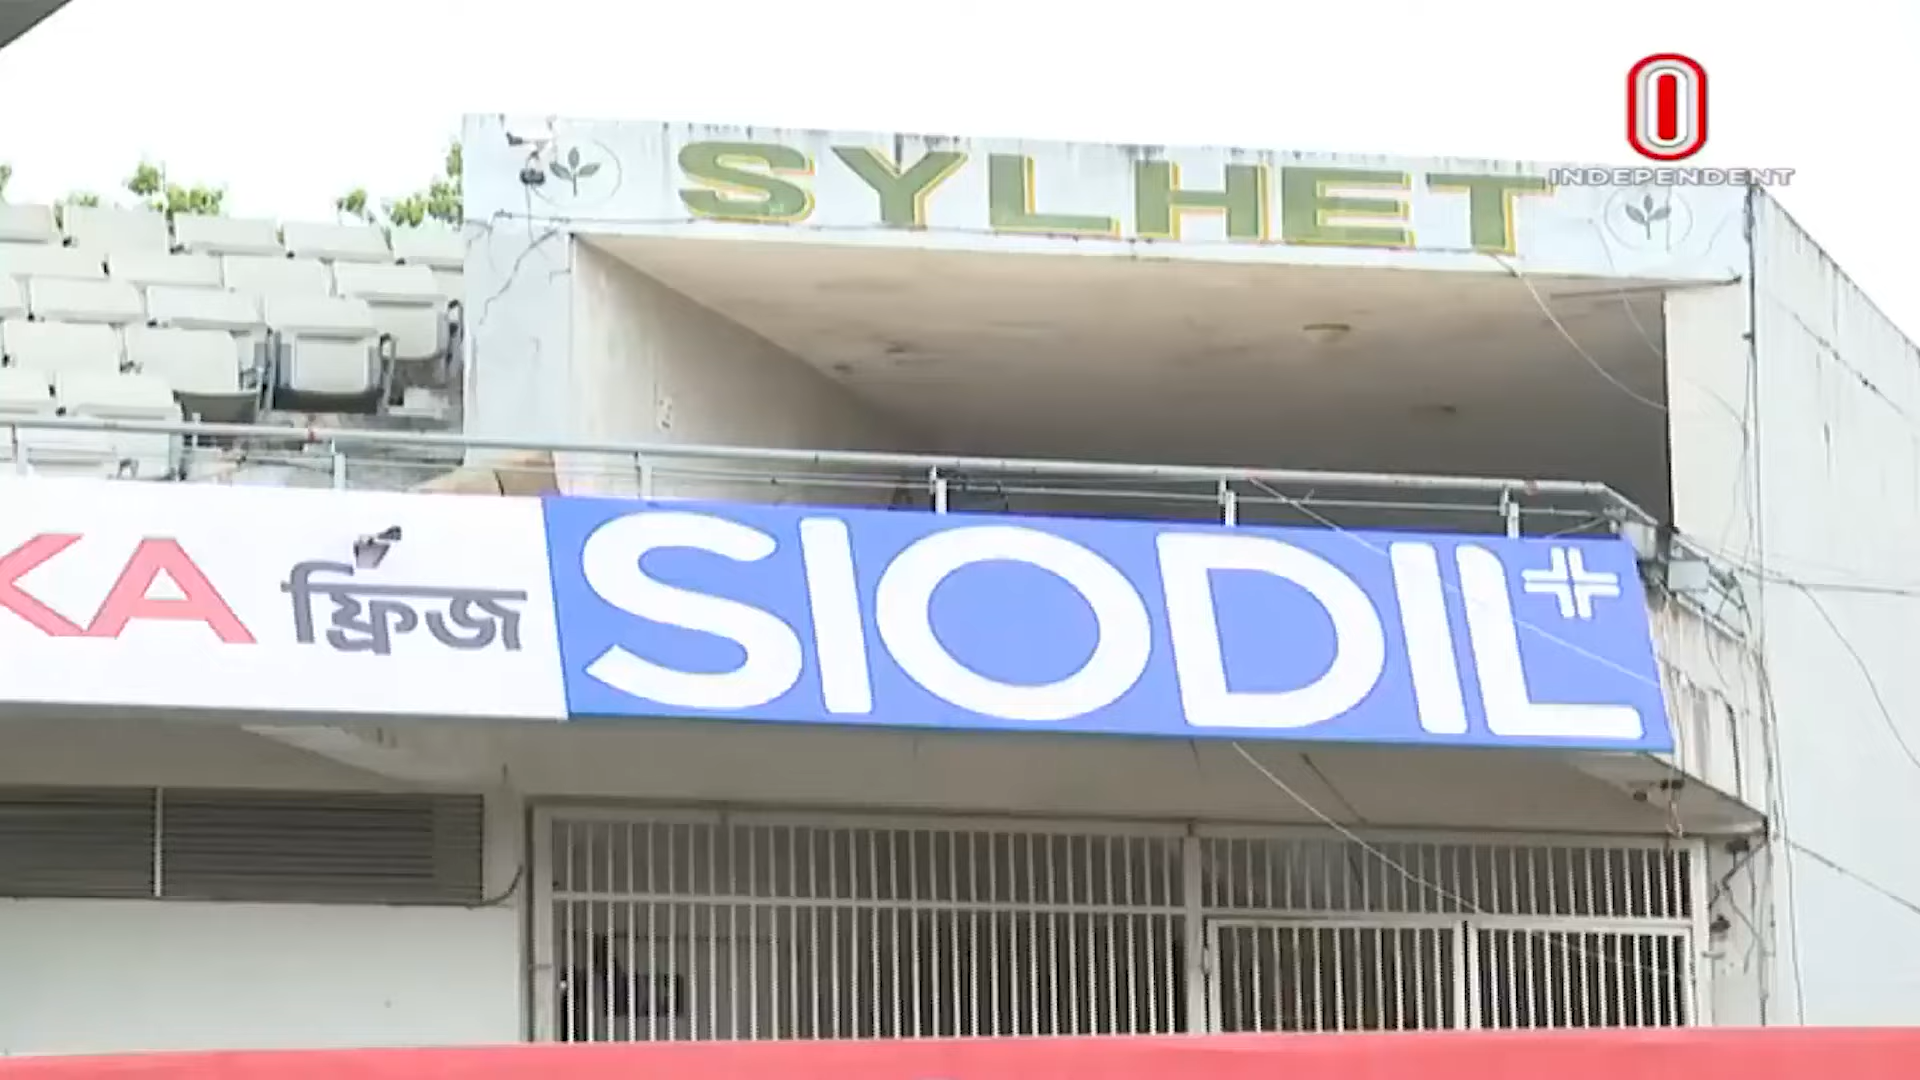 INDEPENDENT
SYLHET
KA ফ্রিজ
SIODIL